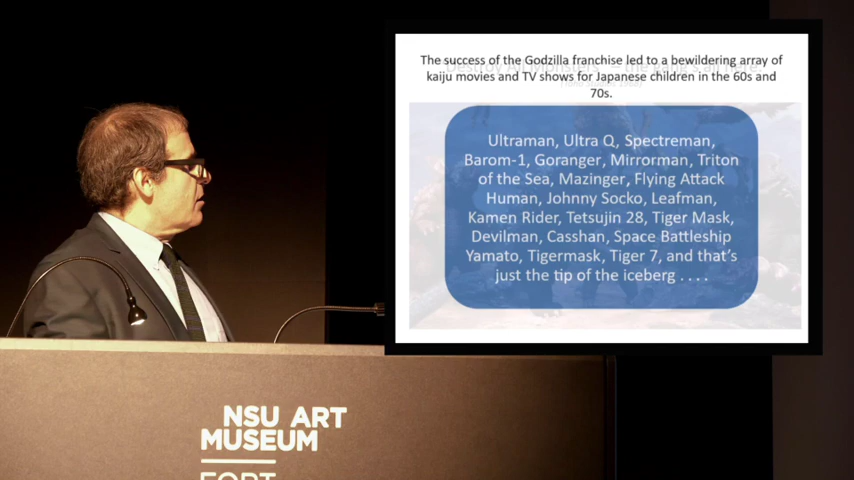 The success of the Godzilla franchise led to a bewildering array of
kaiju movies and TV shows for Japanese children in the 60s and
70s.
Ultraman, Ultra Q, Spectreman,
Barom-1, Goranger, Mirrorman, Triton
of the Sea, Mazinger, Flying Attack
Human, Johnny Socko, Leafman,
Kamen Rider, Tetsujin 28, Tiger Mask,
Devilman, Casshan, Space Battleship
Yamato, Tigermask, Tiger 7, and that's
just the tip of the iceberg . . . .
NSU ART
MUSEUM
FORT